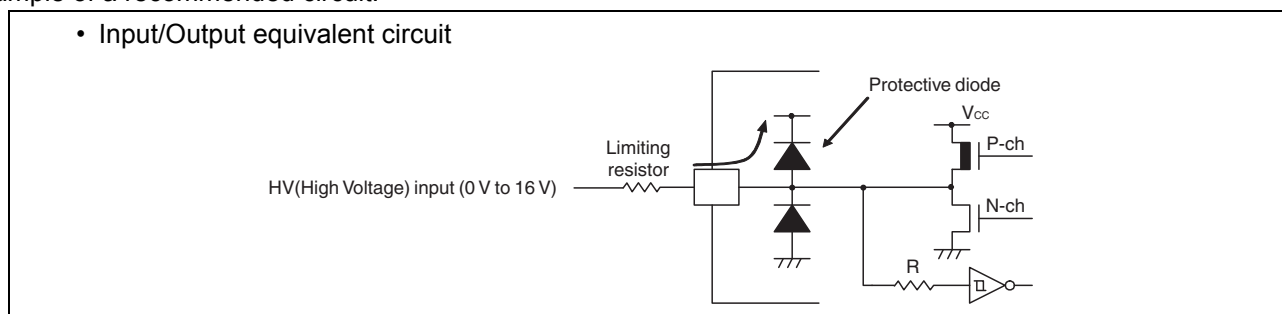 ample of a recommended circuit:
• Input/Output equivalent circuit
Protective diode
Vcc
P-ch
Limiting
resistor
HV(High Voltage) input (0 V to 16 V)
N-ch
R